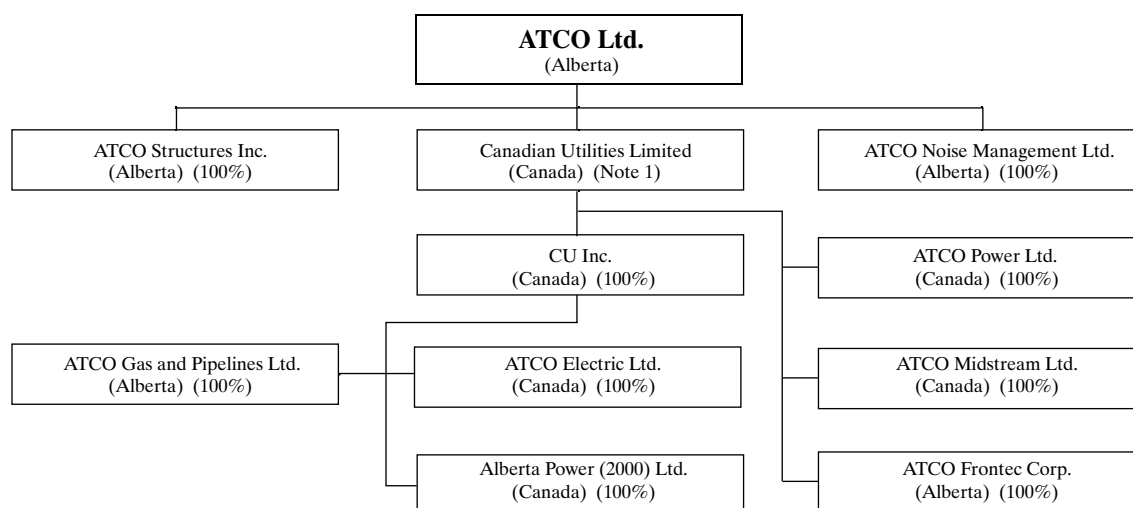 ATCO Ltd.
(Alberta)
ATCO Structures Inc.
(Alberta) (100%)
Canadian Utilities Limited
(Canada) (Note 1)
ATCO Noise Management Ltd.
(Alberta) (100%)
CU Inc.
(Canada) (100%)
ATCO Power Ltd.
(Canada) (100%)
ATCO Gas and Pipelines Ltd.
(Alberta) (100%)
ATCO Electric Ltd.
(Canada) (100%)
ATCO Midstream Ltd.
(Canada) (100%)
Alberta Power (2000) Ltd.
(Canada) (100%)
ATCO Frontec Corp.
(Alberta) (100%)